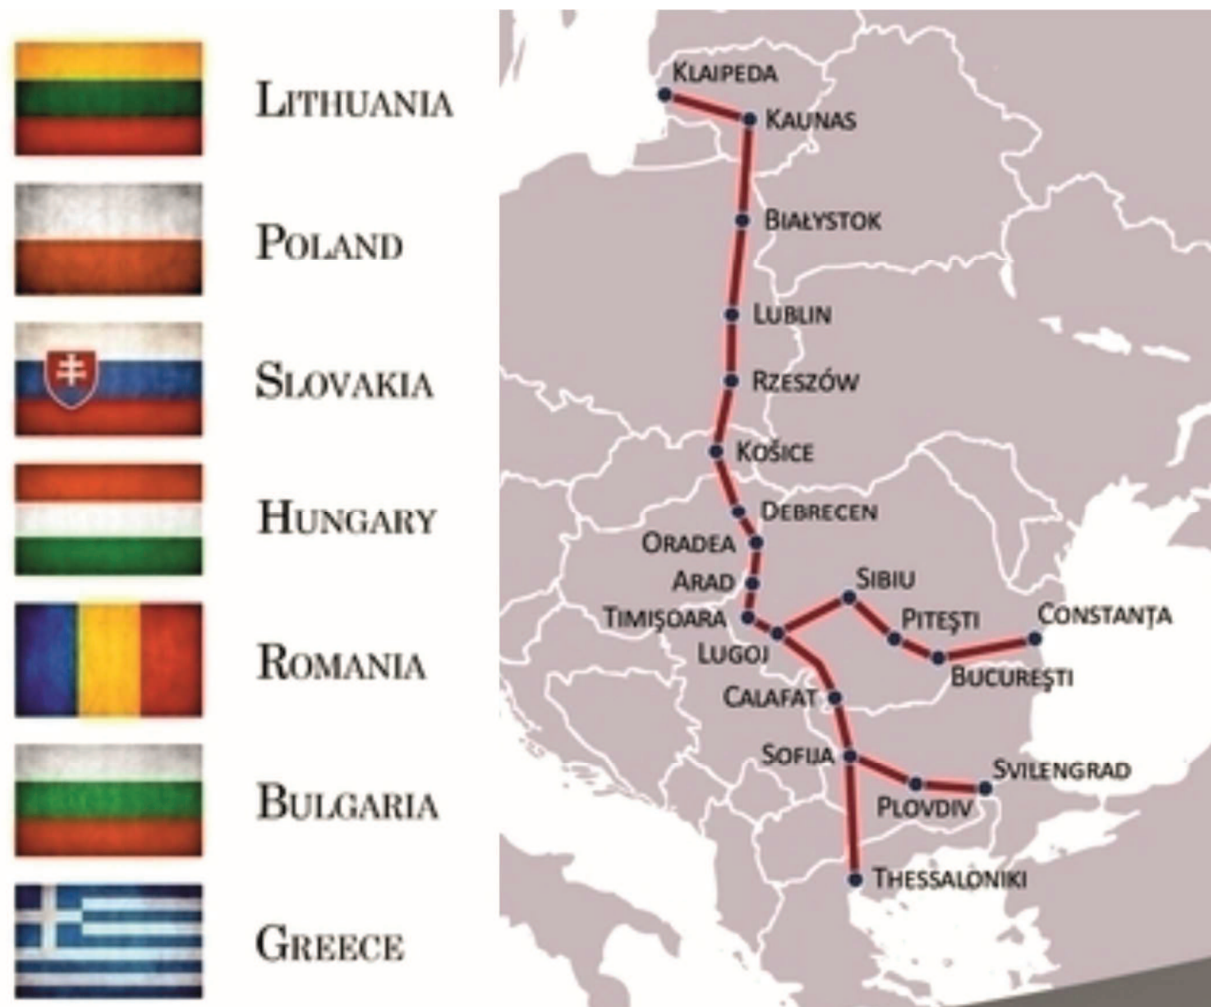 LITHUANIA
POLAND
SLOVAKIA
HUNGARY
ROMANIA
BULGARIA
GREECE
KLAIPEDA
KAUNAS
BIAŁYSTOK
LUBLIN
RZESZÓW
KOŠICE
DEBRECEN
ORADEA
ARAD
SIBIU
TIMIŞOARA
PITEŞTI
CONSTANŢA
LUGOJ
BUCUREŞTI
CALAFAT
SOFIJA
SVILENGRAD
PLOVDIV
THESSALONIKI